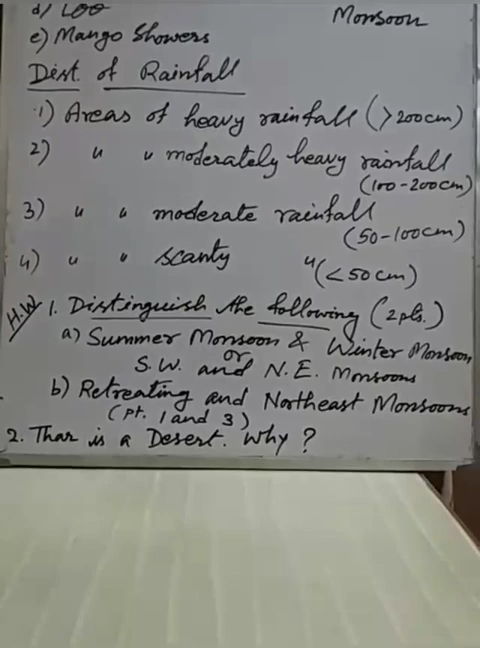 d) LOO
Monsoon
e) Mango Showers
Dist. of Rainfall
1) Areas of heavy rainfall (>200cm)
2) " " moderately heavy rainfall
(100-200cm)
3) " " moderate rainfall
(50-100cm)
4) " " scanty " (<50cm)
H.W 1. Distinguish the following (2pts.)
a) Summer Monsoon & Winter Monsoon
or
S.W. and N.E. Monsoons
b) Retreating and Northeast Monsoons
(pt. 1 and 3)
2. Thar is a Desert. Why?